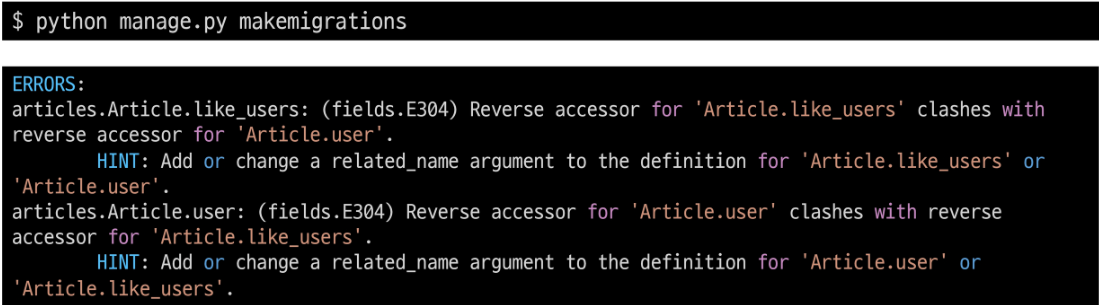 $ python manage.py makemigrations
ERRORS:
articles.Article.like_users: (fields.E304) Reverse accessor for 'Article.like_users' clashes with
reverse accessor for 'Article.user'.
HINT: Add or change a related_name argument to the definition for 'Article.like_users' or
'Article.user'.
articles.Article.user: (fields.E304) Reverse accessor for 'Article.user' clashes with reverse
accessor for 'Article.like_users'.
HINT: Add or change a related_name argument to the definition for 'Article.user' or
'Article.like_users'.